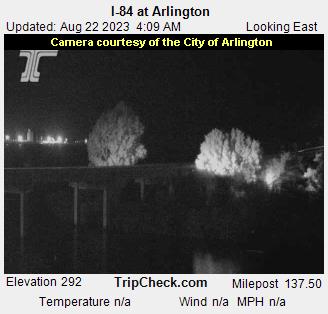 I-84 at Arlington
Updated: Aug 22 2023 4:09 AM Looking East
Camera courtesy of the City of Arlington
Elevation 292 TripCheck.com Milepost 137.50
Temperature n/a Wind n/a MPH n/a